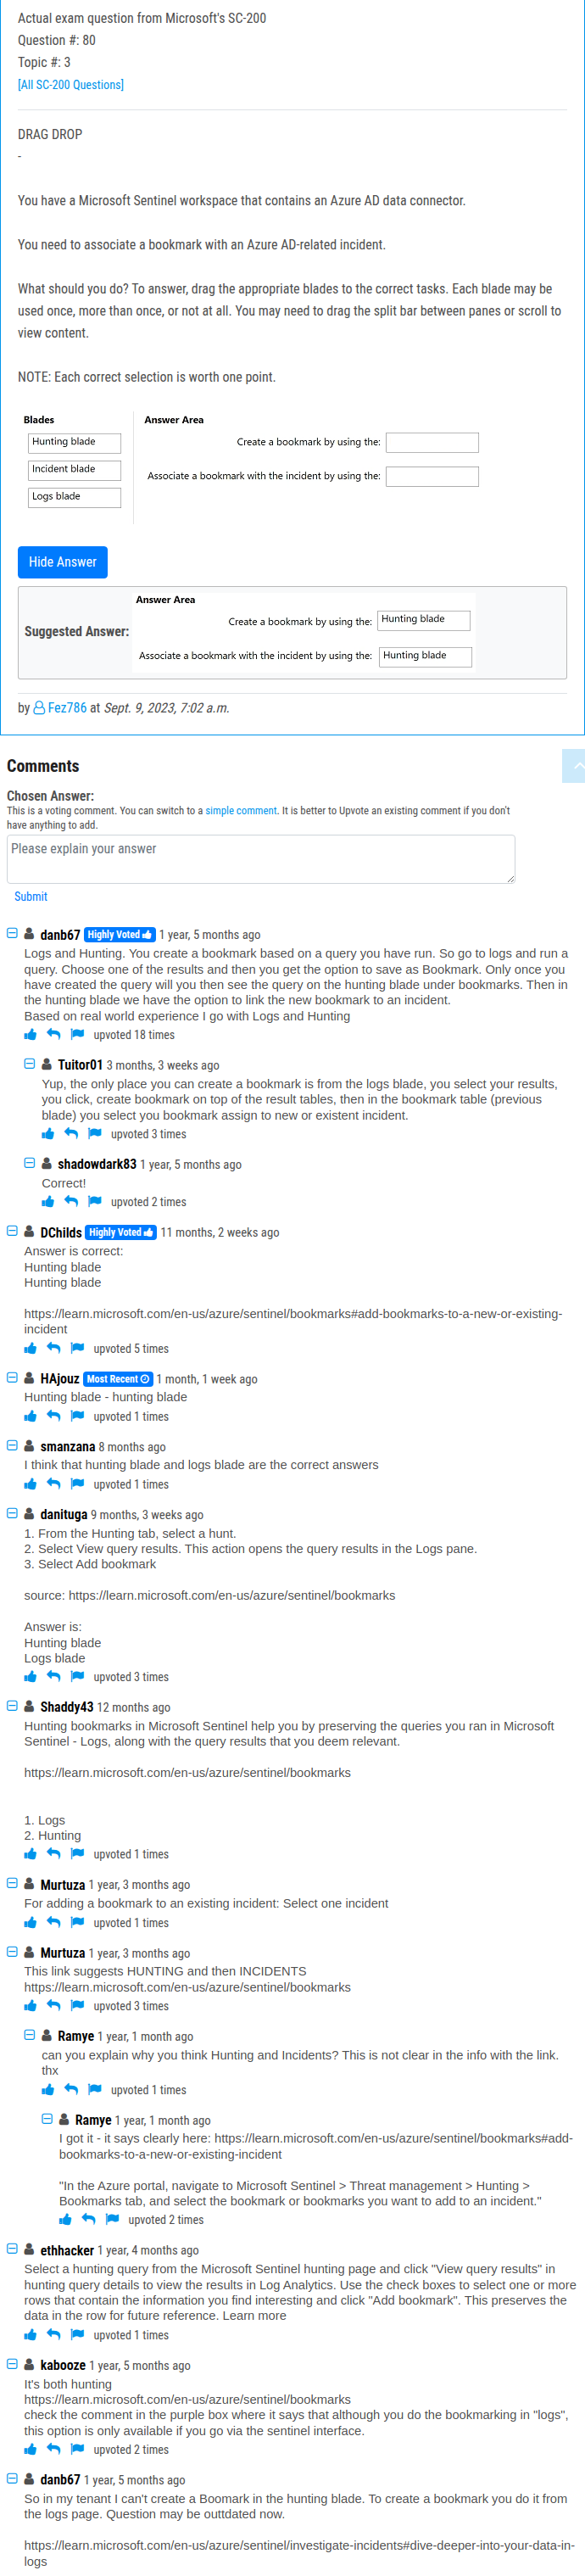 Actual exam question from Microsoft's SC-200
Question #: 80
Topic #: 3
[All SC-200 Questions]
DRAG DROP
-
You have a Microsoft Sentinel workspace that contains an Azure AD data connector.
You need to associate a bookmark with an Azure AD-related incident.
What should you do? To answer, drag the appropriate blades to the correct tasks. Each blade may be
used once, more than once, or not at all. You may need to drag the split bar between panes or scroll to
view content.
NOTE: Each correct selection is worth one point.
Blades
Hunting blade
Incident blade
Logs blade
Answer Area
Create a bookmark by using the:
Associate a bookmark with the incident by using the:
Hide Answer
Suggested Answer:
Answer Area
Create a bookmark by using the: Hunting blade
Associate a bookmark with the incident by using the: Hunting blade
by Fez786 at Sept. 9, 2023, 7:02 a.m.
Comments
Chosen Answer:
This is a voting comment. You can switch to a simple comment. It is better to Upvote an existing comment if you don't
have anything to add.
Please explain your answer
Submit
danb67 Highly Voted 1 year, 5 months ago
Logs and Hunting. You create a bookmark based on a query you have run. So go to logs and run a
query. Choose one of the results and then you get the option to save as Bookmark. Only once you
have created the query will you then see the query on the hunting blade under bookmarks. Then in
the hunting blade we have the option to link the new bookmark to an incident.
Based on real world experience I go with Logs and Hunting
upvoted 18 times
Tuitor01 3 months, 3 weeks ago
Yup, the only place you can create a bookmark is from the logs blade, you select your results,
you click, create bookmark on top of the result tables, then in the bookmark table (previous
blade) you select you bookmark assign to new or existent incident.
upvoted 3 times
shadowdark83 1 year, 5 months ago
Correct!
upvoted 2 times
DChilds Highly Voted 11 months, 2 weeks ago
Answer is correct:
Hunting blade
Hunting blade
https://learn.microsoft.com/en-us/azure/sentinel/bookmarks#add-bookmarks-to-a-new-or-existing-
incident
upvoted 5 times
HAjouz Most Recent 1 month, 1 week ago
Hunting blade - hunting blade
upvoted 1 times
smanzana 8 months ago
I think that hunting blade and logs blade are the correct answers
upvoted 1 times
danituga 9 months, 3 weeks ago
1. From the Hunting tab, select a hunt.
2. Select View query results. This action opens the query results in the Logs pane.
3. Select Add bookmark
source: https://learn.microsoft.com/en-us/azure/sentinel/bookmarks
Answer is:
Hunting blade
Logs blade
upvoted 3 times
Shaddy43 12 months ago
Hunting bookmarks in Microsoft Sentinel help you by preserving the queries you ran in Microsoft
Sentinel - Logs, along with the query results that you deem relevant.
https://learn.microsoft.com/en-us/azure/sentinel/bookmarks
1. Logs
2. Hunting
upvoted 1 times
Murtuza 1 year, 3 months ago
For adding a bookmark to an existing incident: Select one incident
upvoted 1 times
Murtuza 1 year, 3 months ago
This link suggests HUNTING and then INCIDENTS
https://learn.microsoft.com/en-us/azure/sentinel/bookmarks
upvoted 3 times
Ramye 1 year, 1 month ago
can you explain why you think Hunting and Incidents? This is not clear in the info with the link.
thx
upvoted 1 times
Ramye 1 year, 1 month ago
I got it - it says clearly here: https://learn.microsoft.com/en-us/azure/sentinel/bookmarks#add-
bookmarks-to-a-new-or-existing-incident
"In the Azure portal, navigate to Microsoft Sentinel > Threat management > Hunting >
Bookmarks tab, and select the bookmark or bookmarks you want to add to an incident."
upvoted 2 times
ethhacker 1 year, 4 months ago
Select a hunting query from the Microsoft Sentinel hunting page and click "View query results" in
hunting query details to view the results in Log Analytics. Use the check boxes to select one or more
rows that contain the information you find interesting and click "Add bookmark". This preserves the
data in the row for future reference. Learn more
upvoted 1 times
kabooze 1 year, 5 months ago
It's both hunting
https://learn.microsoft.com/en-us/azure/sentinel/bookmarks
check the comment in the purple box where it says that although you do the bookmarking in "logs",
this option is only available if you go via the sentinel interface.
upvoted 2 times
danb67 1 year, 5 months ago
So in my tenant I can't create a Boomark in the hunting blade. To create a bookmark you do it from
the logs page. Question may be outtdated now.
https://learn.microsoft.com/en-us/azure/sentinel/investigate-incidents#dive-deeper-into-your-data-in-
logs